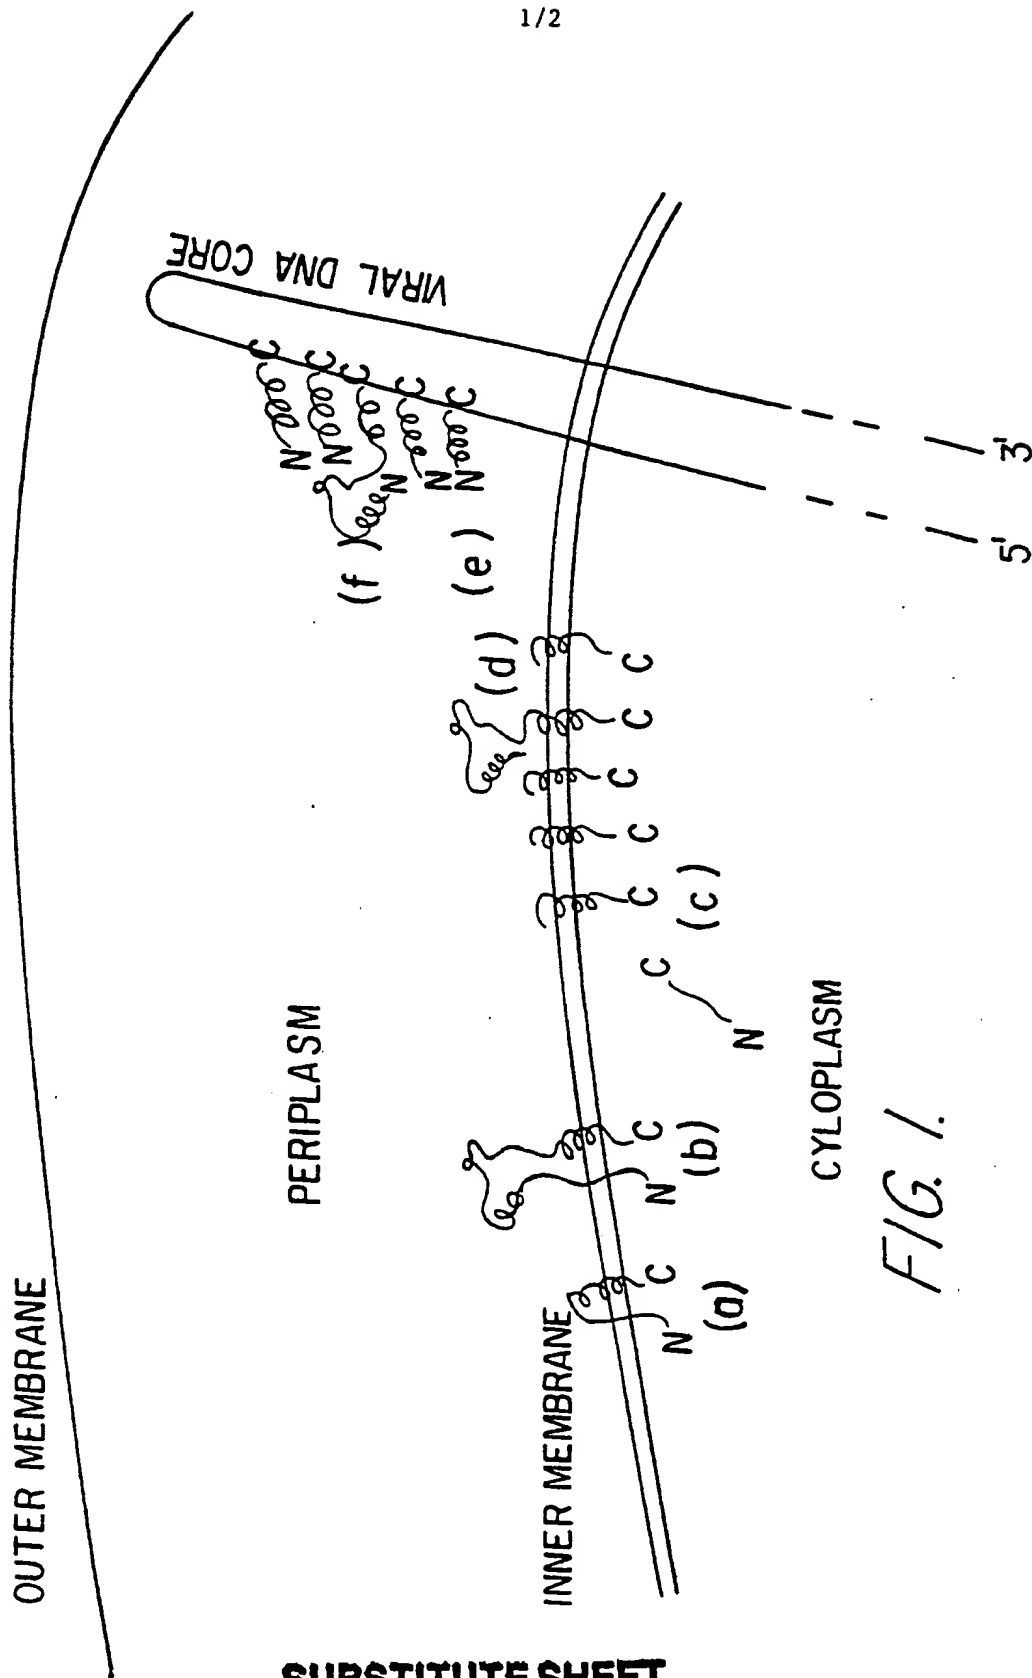 1/2
OUTER MEMBRANE
PERIPLASM
INNER MEMBRANE
VIRAL DNA CORE
C
C
C
C
C
N
N
N
N
N
(f)
(e)
(d)
C
C
C
C
C
(c)
C
N
C
N
(b)
C
N
(a)
CYLOPLASM
5'
3'
FIG. 1.
SUBSTITUTE SHEET